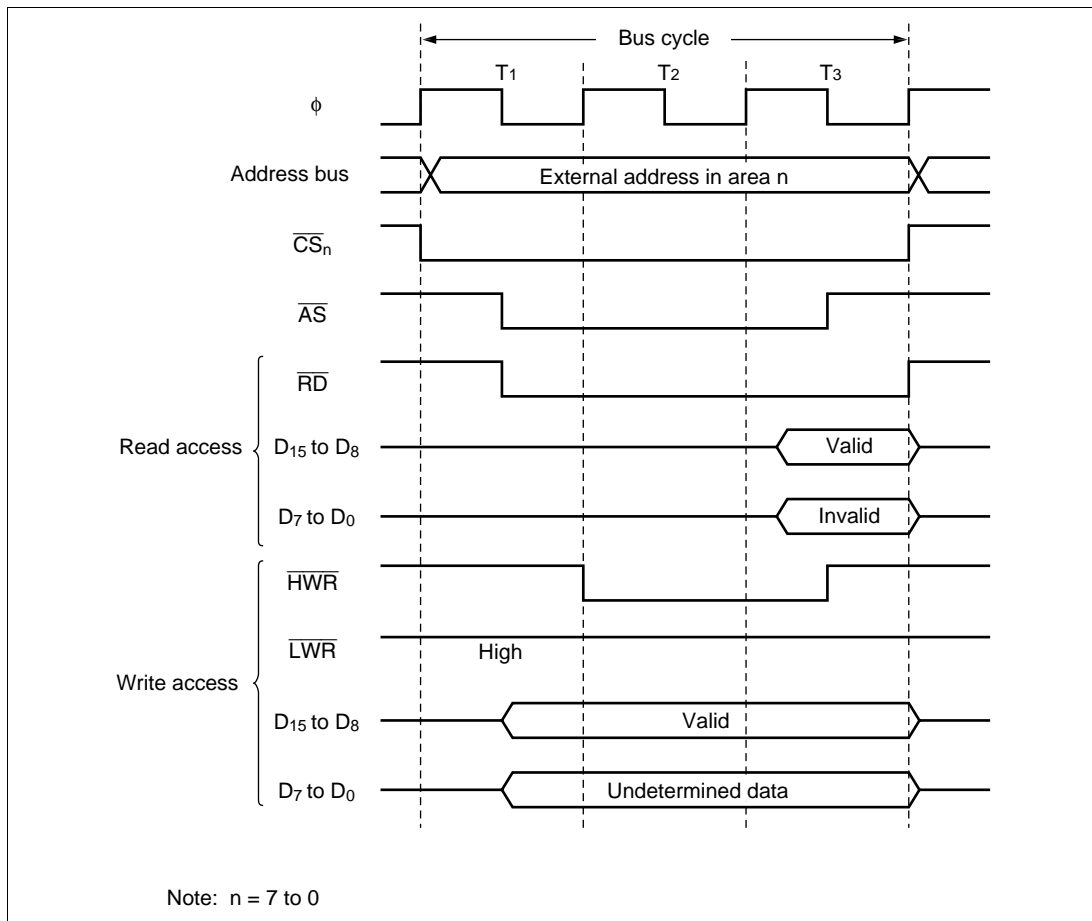 Bus cycle
T1 T2 T3
ϕ
Address bus External address in area n
CSn
AS
RD
Read access D15 to D8 Valid
D7 to D0 Invalid
HWR
LWR High
Write access
D15 to D8 Valid
D7 to D0 Undetermined data
Note: n = 7 to 0